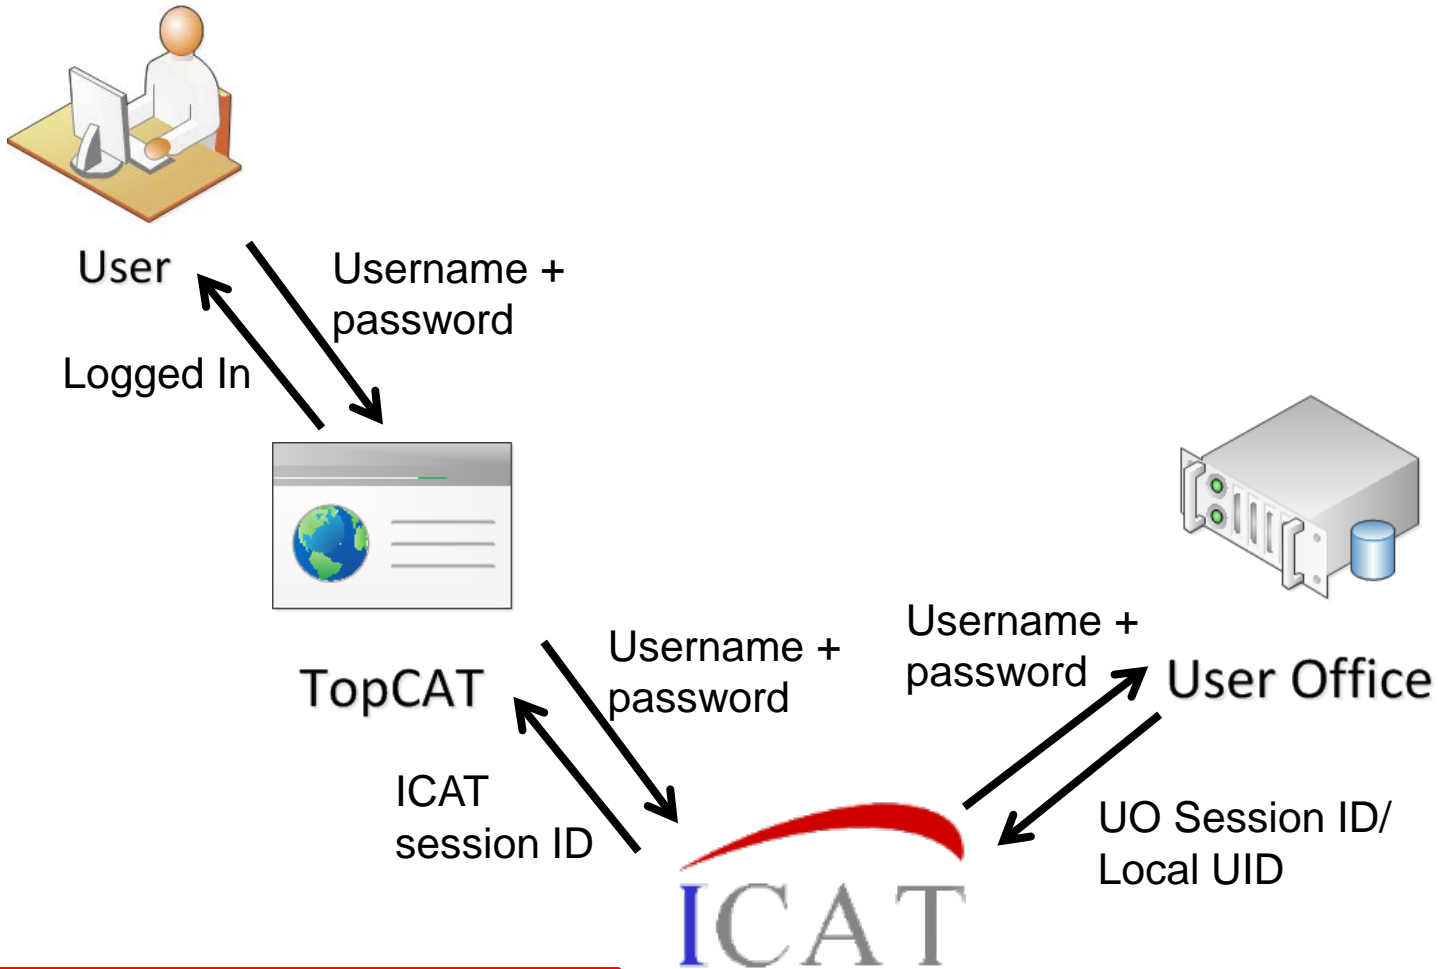 User
Username +
password
Logged In
TopCAT
Username +
password
Username +
password
User Office
ICAT
session ID
UO Session ID/
Local UID
ICAT